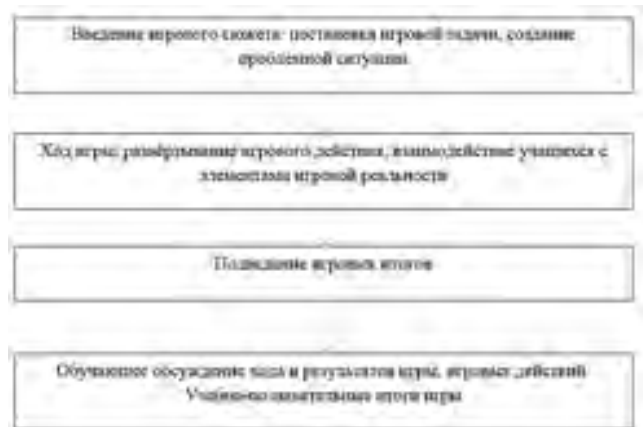 Введение игрового сюжета: постановка игровой задачи, создание
проблемной ситуации
Ход игры: развёртывание игрового действия, взаимодействие учащихся с
элементами игровой реальности
Подведение игровых итогов
Обучающее обсуждение хода и результатов игры, игровых действий
Учебно-познавательные итоги игры